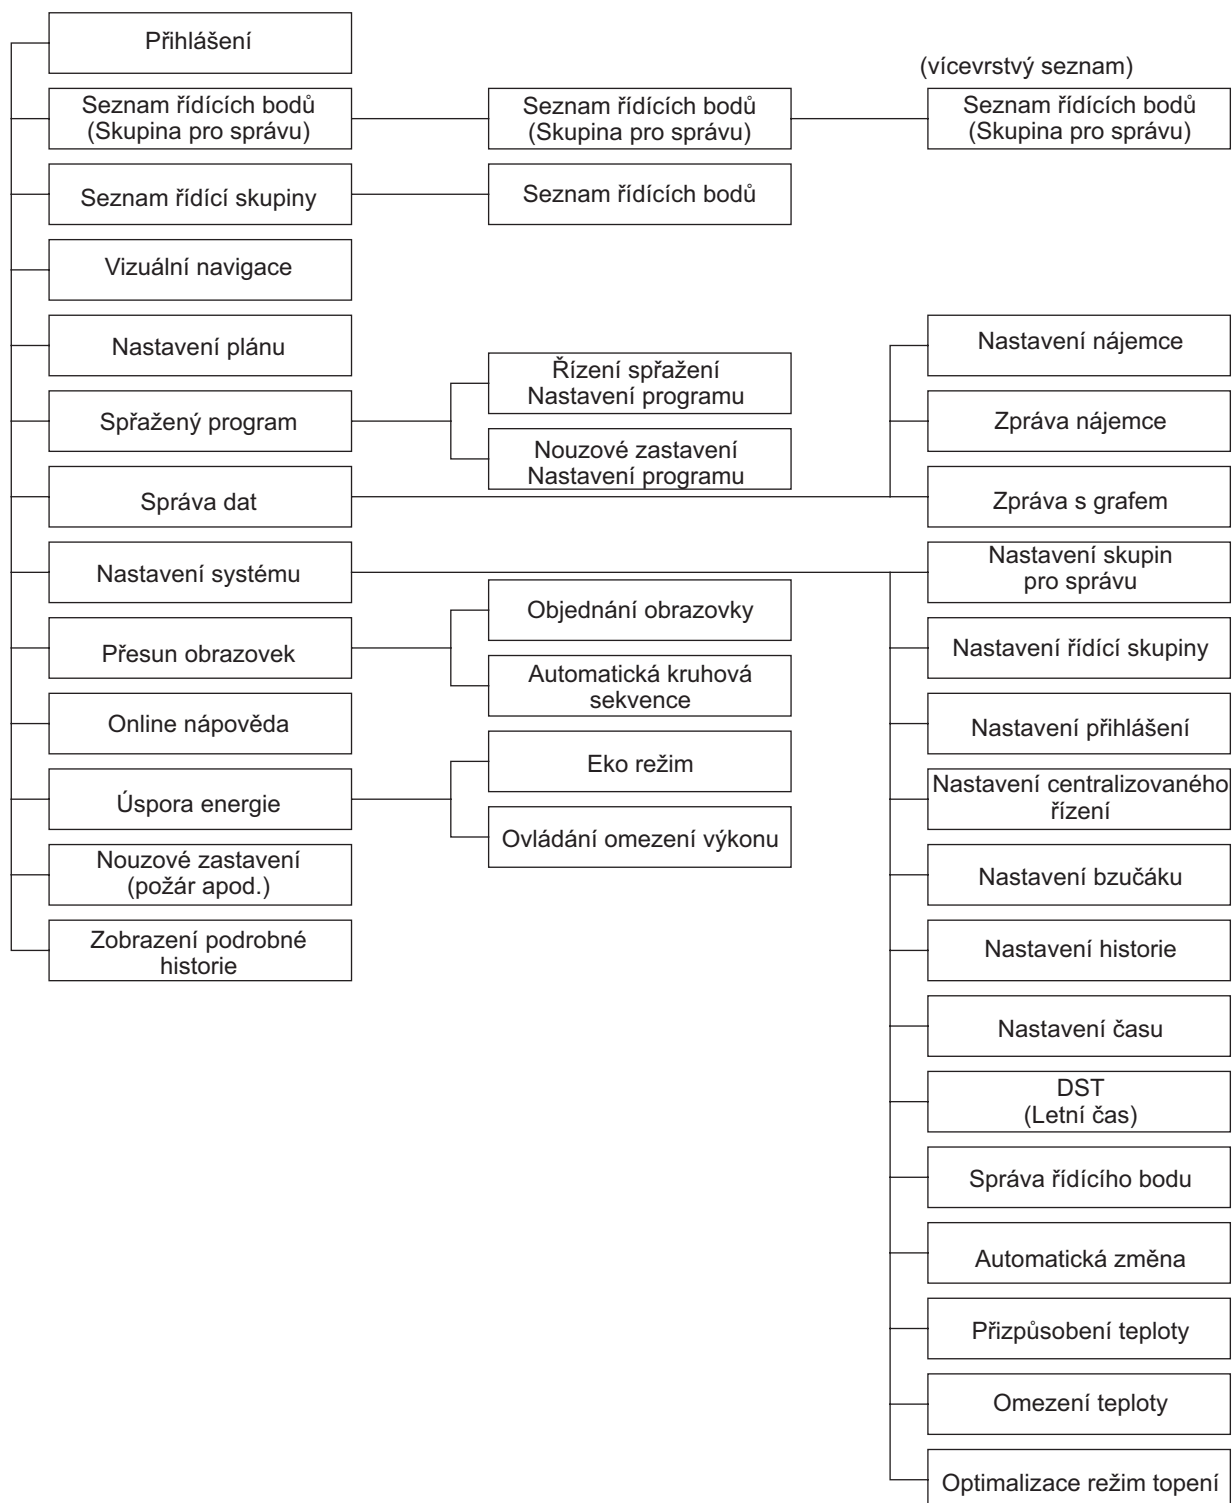 Přihlášení
Seznam řídících bodů
(Skupina pro správu)
Seznam řídící skupiny
Vizuální navigace
Nastavení plánu
Spřažený program
Správa dat
Nastavení systému
Přesun obrazovek
Online nápověda
Úspora energie
Nouzové zastavení
(požár apod.)
Zobrazení podrobné
historie
Seznam řídících bodů
(Skupina pro správu)
Seznam řídících bodů
Řízení spřažení
Nastavení programu
Nouzové zastavení
Nastavení programu
Objednání obrazovky
Automatická kruhová
sekvence
Eko režim
Ovládání omezení výkonu
(vícevrstvý seznam)
Seznam řídících bodů
(Skupina pro správu)
Nastavení nájemce
Zpráva nájemce
Zpráva s grafem
Nastavení skupin
pro správu
Nastavení řídící skupiny
Nastavení přihlášení
Nastavení centralizovaného
řízení
Nastavení bzučáku
Nastavení historie
Nastavení času
DST
(Letní čas)
Správa řídícího bodu
Automatická změna
Přizpůsobení teploty
Omezení teploty
Optimalizace režim topení